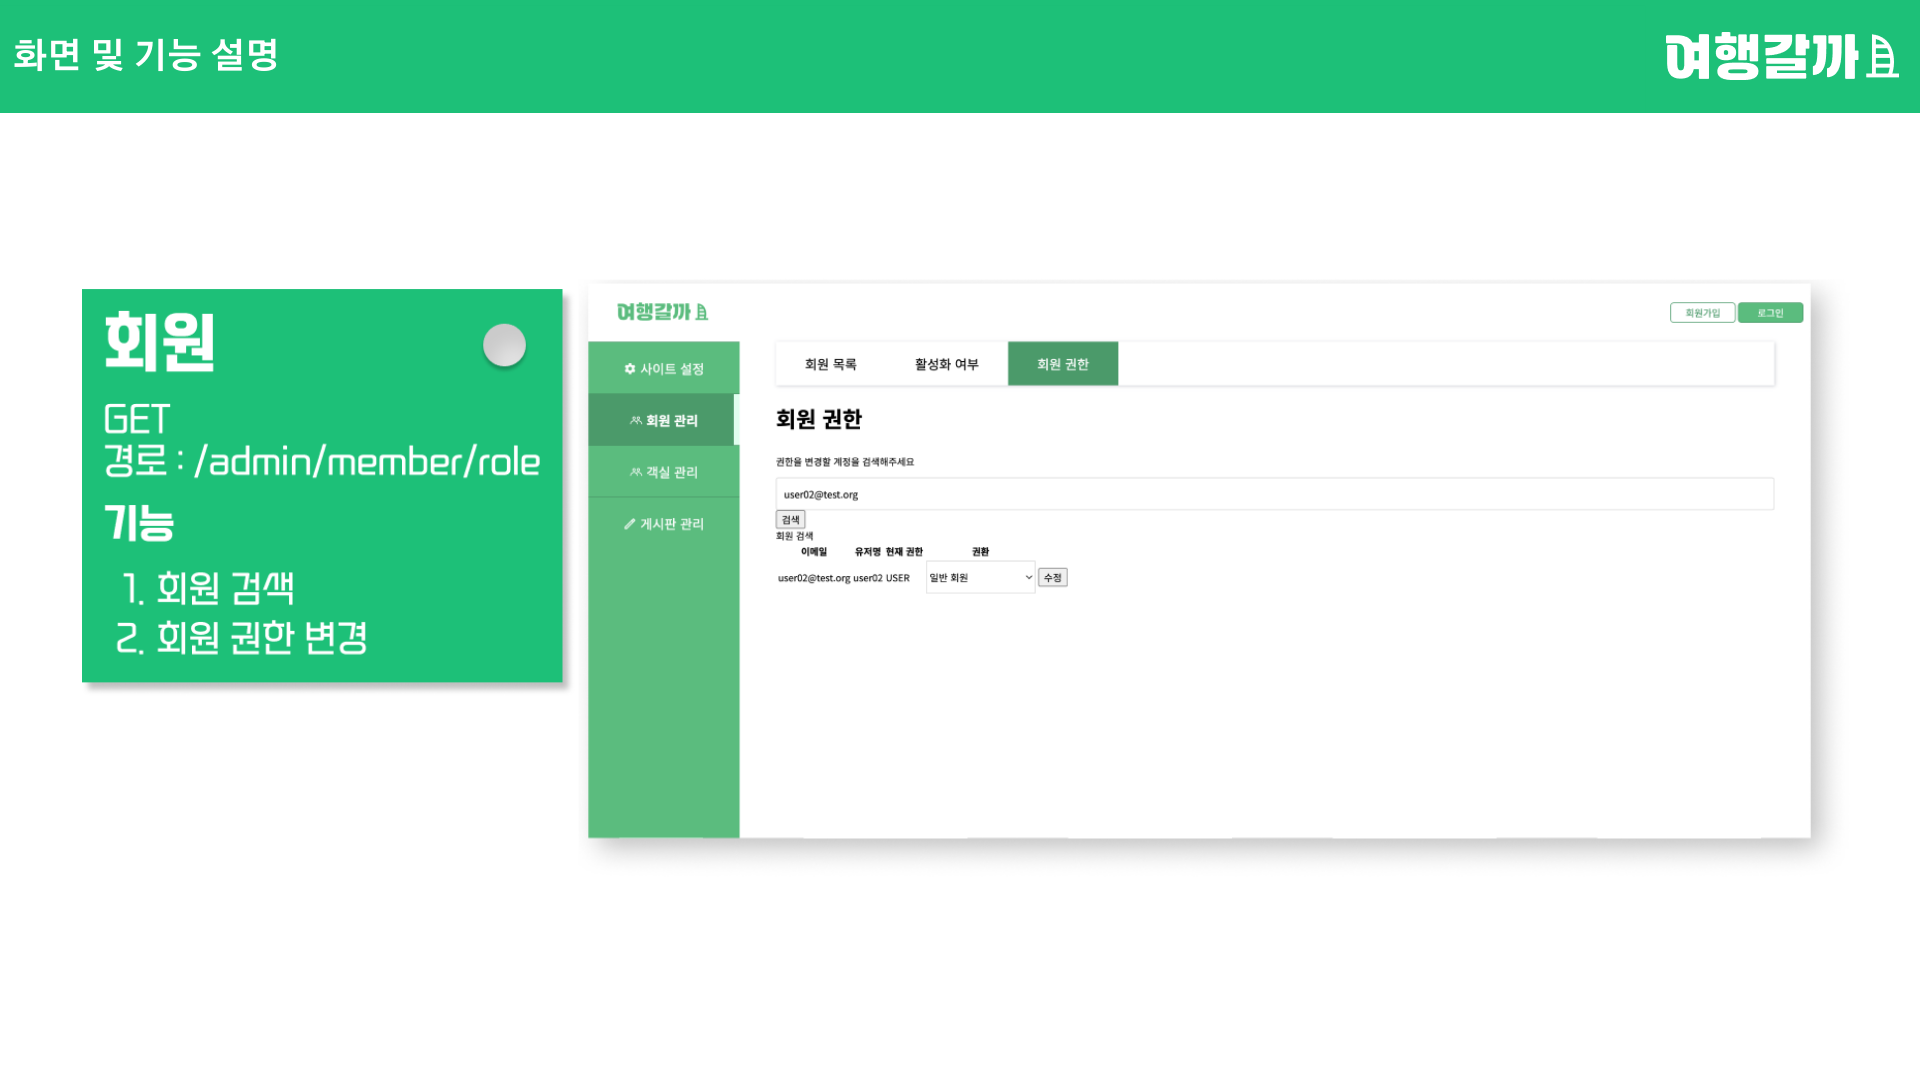 화면 및 기능 설명
여행갈까
회원
GET
경로 : /admin/member/role
기능
1. 회원 검색
2. 회원 권한 변경
여행갈까
회원가입
로그인
사이트 설정
회원 관리
객실 관리
게시판 관리
회원 목록
활성화 여부
회원 권한
회원 권한
권한을 변경할 계정을 검색해주세요
user02@test.org
검색
회원 검색
이메일 유저명 현재 권한 권환
user02@test.org user02 USER 일반 회원 수정